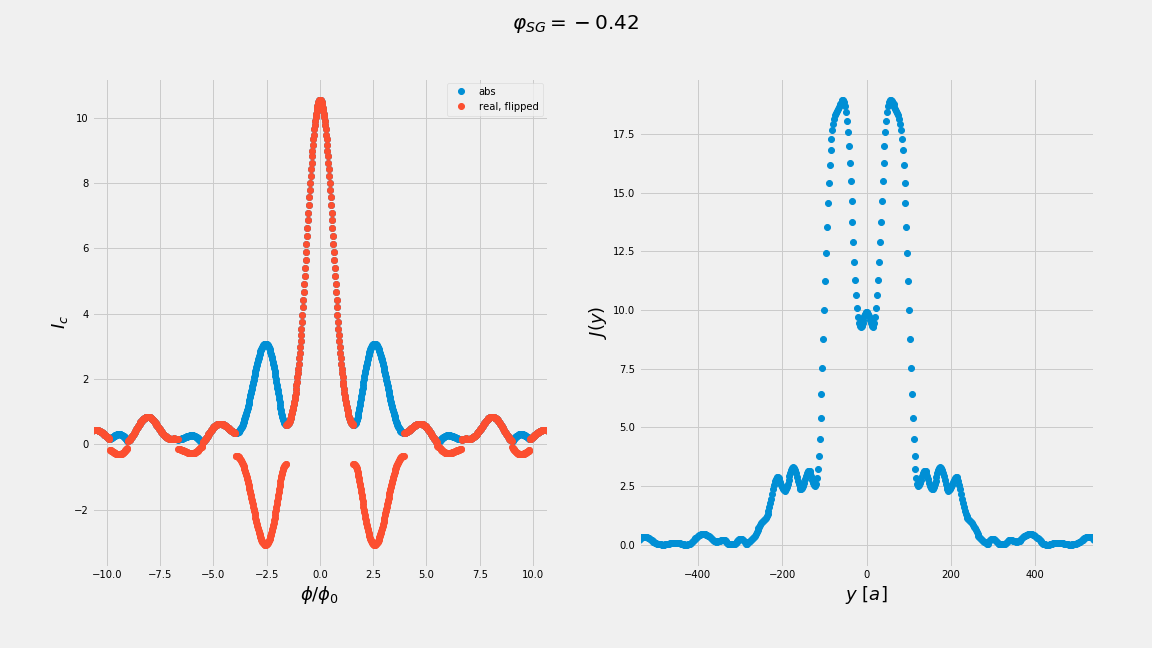 φ_SG = −0.42
abs
real, flipped
I_c
10
8
6
4
2
0
−2
−10.0 −7.5 −5.0 −2.5 0.0 2.5 5.0 7.5 10.0
ϕ/ϕ_0
J(y)
17.5
15.0
12.5
10.0
7.5
5.0
2.5
0.0
−400 −200 0 200 400
y [a]